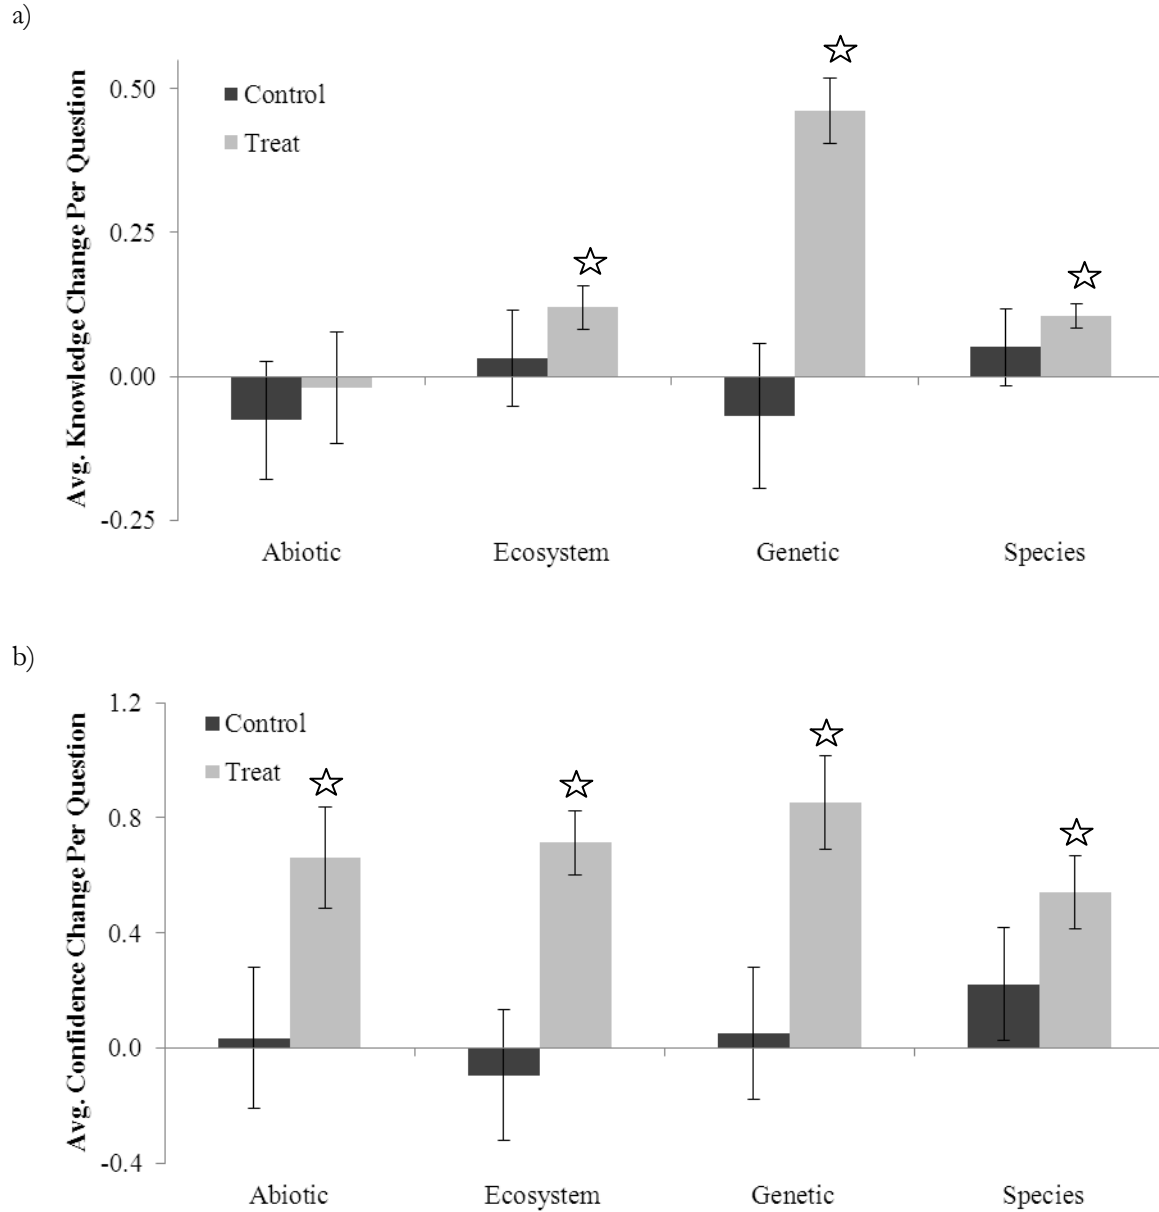 a)
Avg. Knowledge Change Per Question
0.50
0.25
0.00
-0.25
Control
Treat
Abiotic Ecosystem Genetic Species
b)
Avg. Confidence Change Per Question
1.2
0.8
0.4
0.0
-0.4
Control
Treat
Abiotic Ecosystem Genetic Species